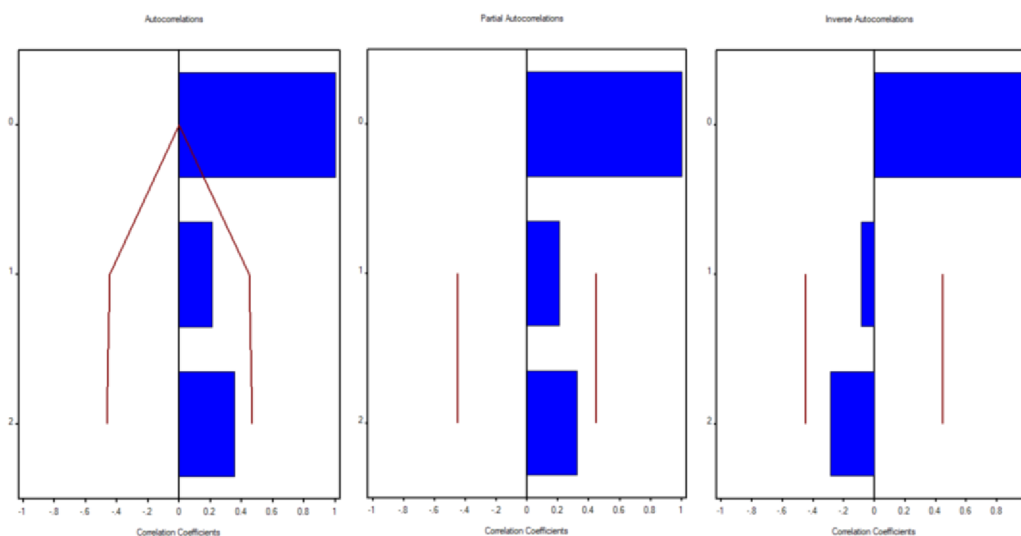 Autocorrelations
0
1
2
-1 -.8 -.6 -.4 -.2 0 0.2 0.4 0.6 0.8 1
Correlation Coefficients
Partial Autocorrelations
0
1
2
-1 -.8 -.6 -.4 -.2 0 0.2 0.4 0.6 0.8 1
Correlation Coefficients
Inverse Autocorrelations
0
1
2
-1 -.8 -.6 -.4 -.2 0 0.2 0.4 0.6 0.8
Correlation Coefficients